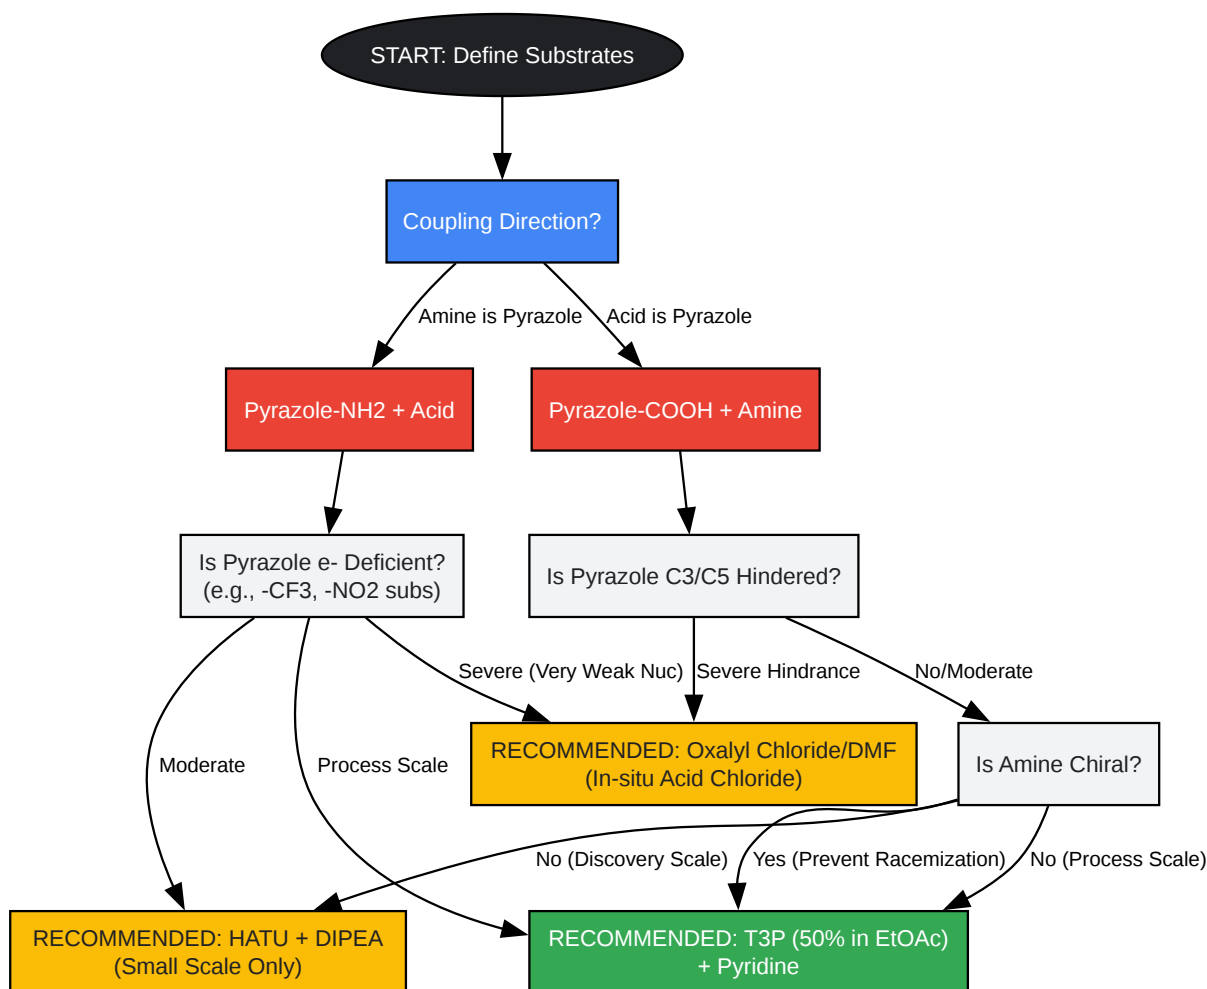 START: Define Substrates
Coupling Direction?
Amine is Pyrazole
Acid is Pyrazole
Pyrazole-NH2 + Acid
Pyrazole-COOH + Amine
Is Pyrazole e- Deficient?
(e.g., -CF3, -NO2 subs)
Is Pyrazole C3/C5 Hindered?
Severe (Very Weak Nuc)
Severe Hindrance
No/Moderate
Moderate
Process Scale
RECOMMENDED: Oxalyl Chloride/DMF
(In-situ Acid Chloride)
Is Amine Chiral?
No (Discovery Scale)
Yes (Prevent Racemization)
No (Process Scale)
RECOMMENDED: HATU + DIPEA
(Small Scale Only)
RECOMMENDED: T3P (50% in EtOAc)
+ Pyridine